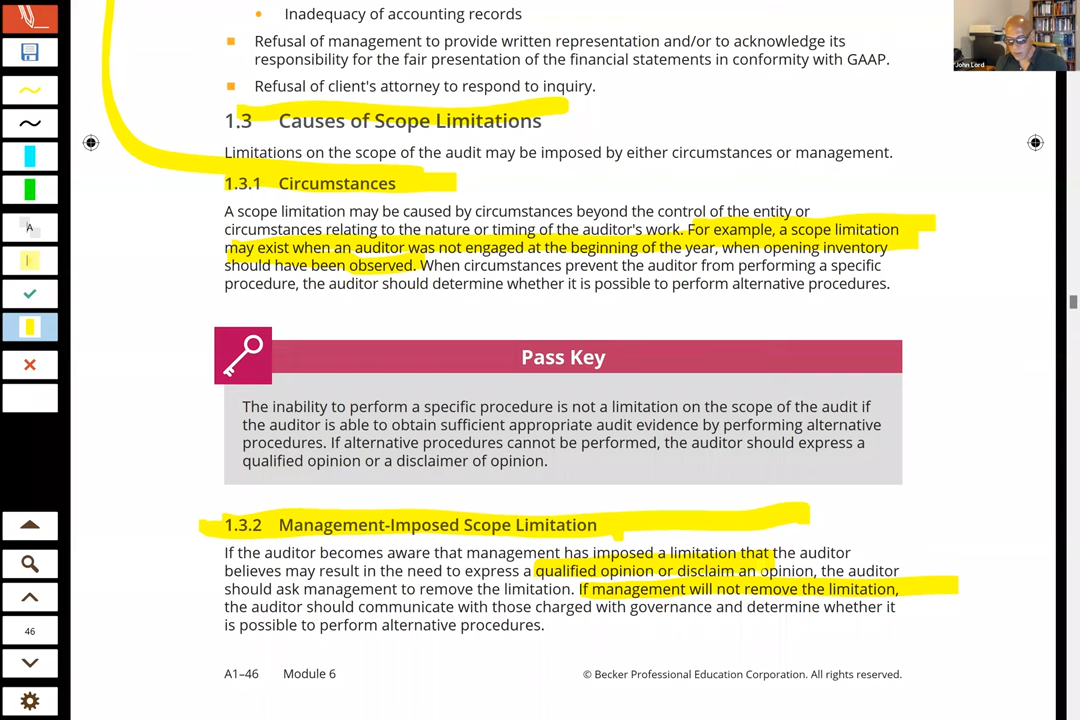 Inadequacy of accounting records
Refusal of management to provide written representation and/or to acknowledge its
responsibility for the fair presentation of the financial statements in conformity with GAAP.
Refusal of client's attorney to respond to inquiry.
John Lord
1.3 Causes of Scope Limitations
Limitations on the scope of the audit may be imposed by either circumstances or management.
1.3.1 Circumstances
A scope limitation may be caused by circumstances beyond the control of the entity or
circumstances relating to the nature or timing of the auditor's work. For example, a scope limitation
may exist when an auditor was not engaged at the beginning of the year, when opening inventory
should have been observed. When circumstances prevent the auditor from performing a specific
procedure, the auditor should determine whether it is possible to perform alternative procedures.
Pass Key
The inability to perform a specific procedure is not a limitation on the scope of the audit if
the auditor is able to obtain sufficient appropriate audit evidence by performing alternative
procedures. If alternative procedures cannot be performed, the auditor should express a
qualified opinion or a disclaimer of opinion.
1.3.2 Management-Imposed Scope Limitation
If the auditor becomes aware that management has imposed a limitation that the auditor
believes may result in the need to express a qualified opinion or disclaim an opinion, the auditor
should ask management to remove the limitation. If management will not remove the limitation,
the auditor should communicate with those charged with governance and determine whether it
is possible to perform alternative procedures.
A1–46 Module 6
© Becker Professional Education Corporation. All rights reserved.
A
46